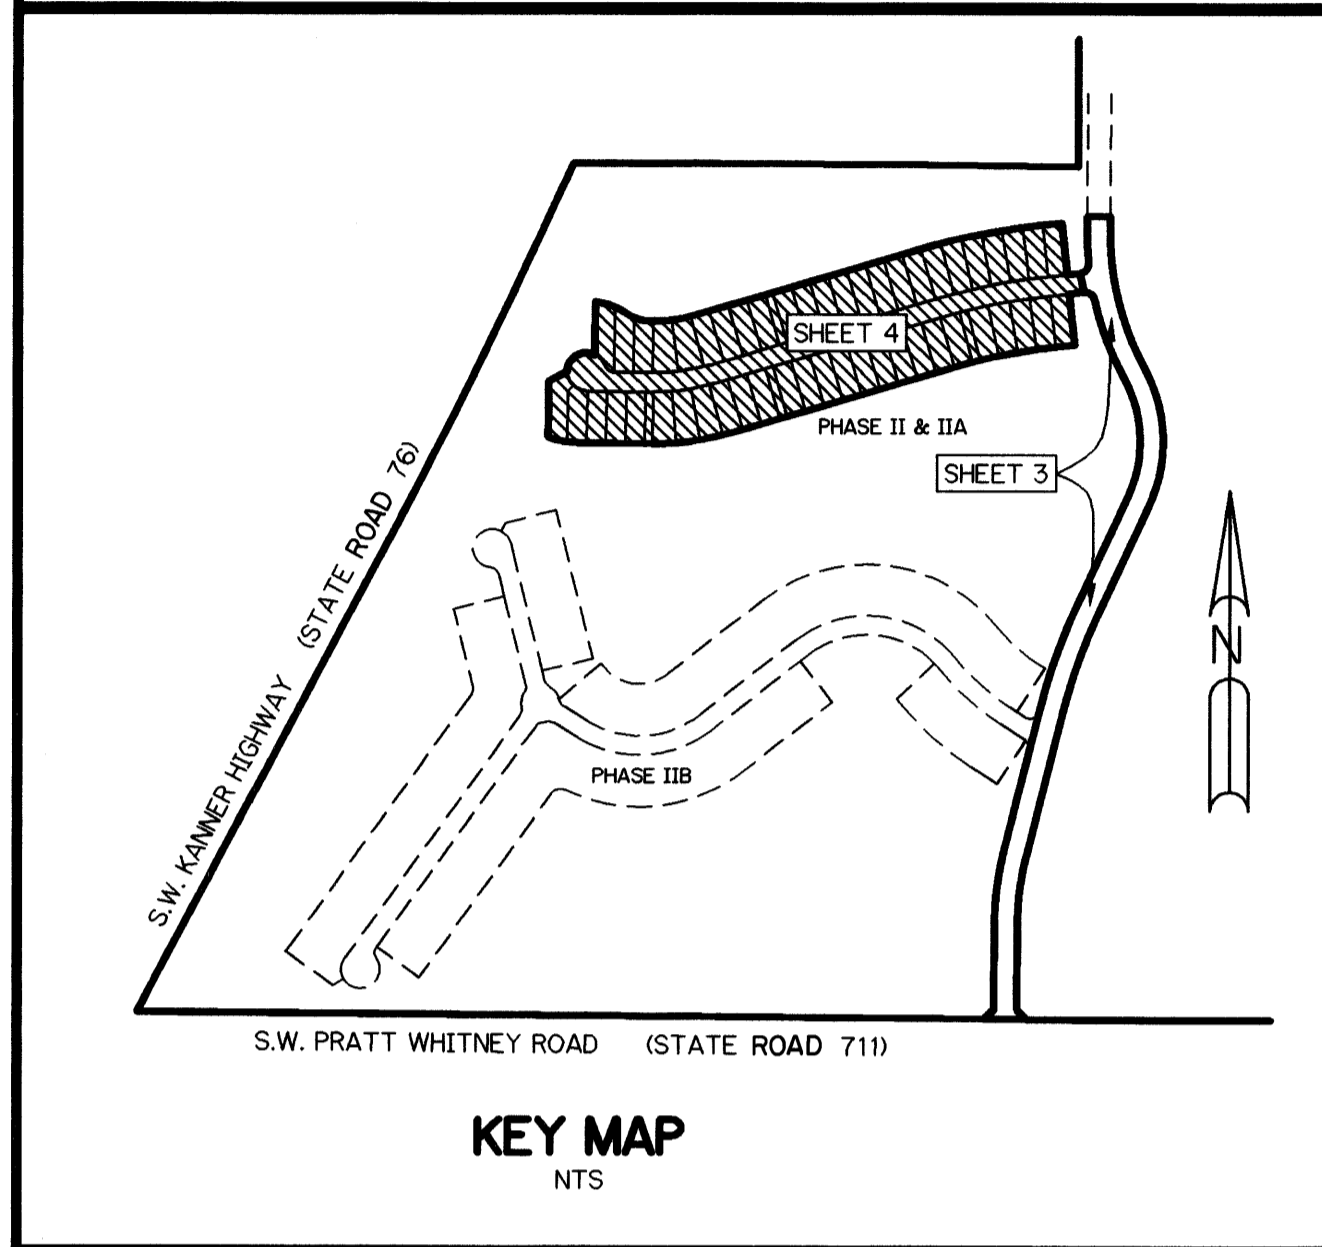 SHEET 4
PHASE II & IIA
SHEET 3
S.W. KANNER HIGHWAY (STATE ROAD 76)
N
PHASE IIB
S.W. PRATT WHITNEY ROAD (STATE ROAD 711)
KEY MAP
NTS